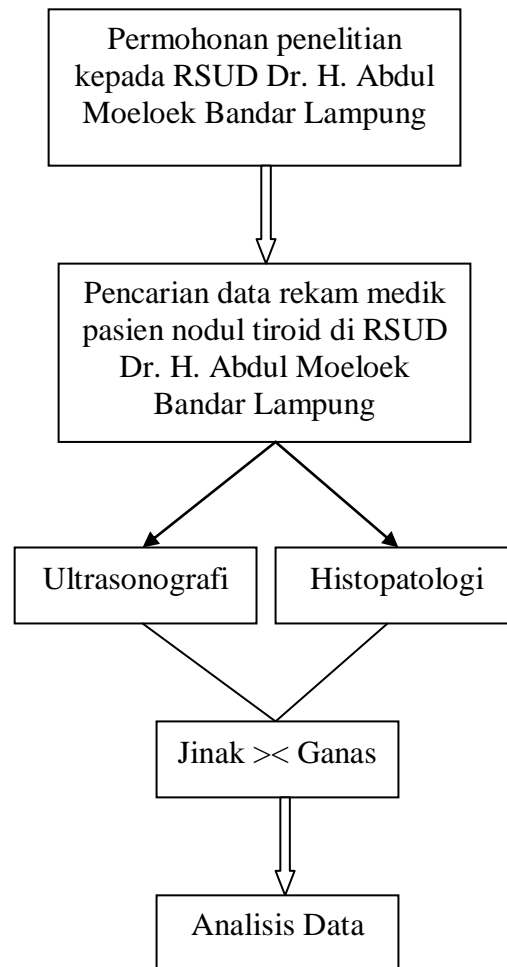 Permohonan penelitian
kepada RSUD Dr. H. Abdul
Moeloek Bandar Lampung
Pencarian data rekam medik
pasien nodul tiroid di RSUD
Dr. H. Abdul Moeloek
Bandar Lampung
Ultrasonografi
Histopatologi
Jinak >< Ganas
Analisis Data